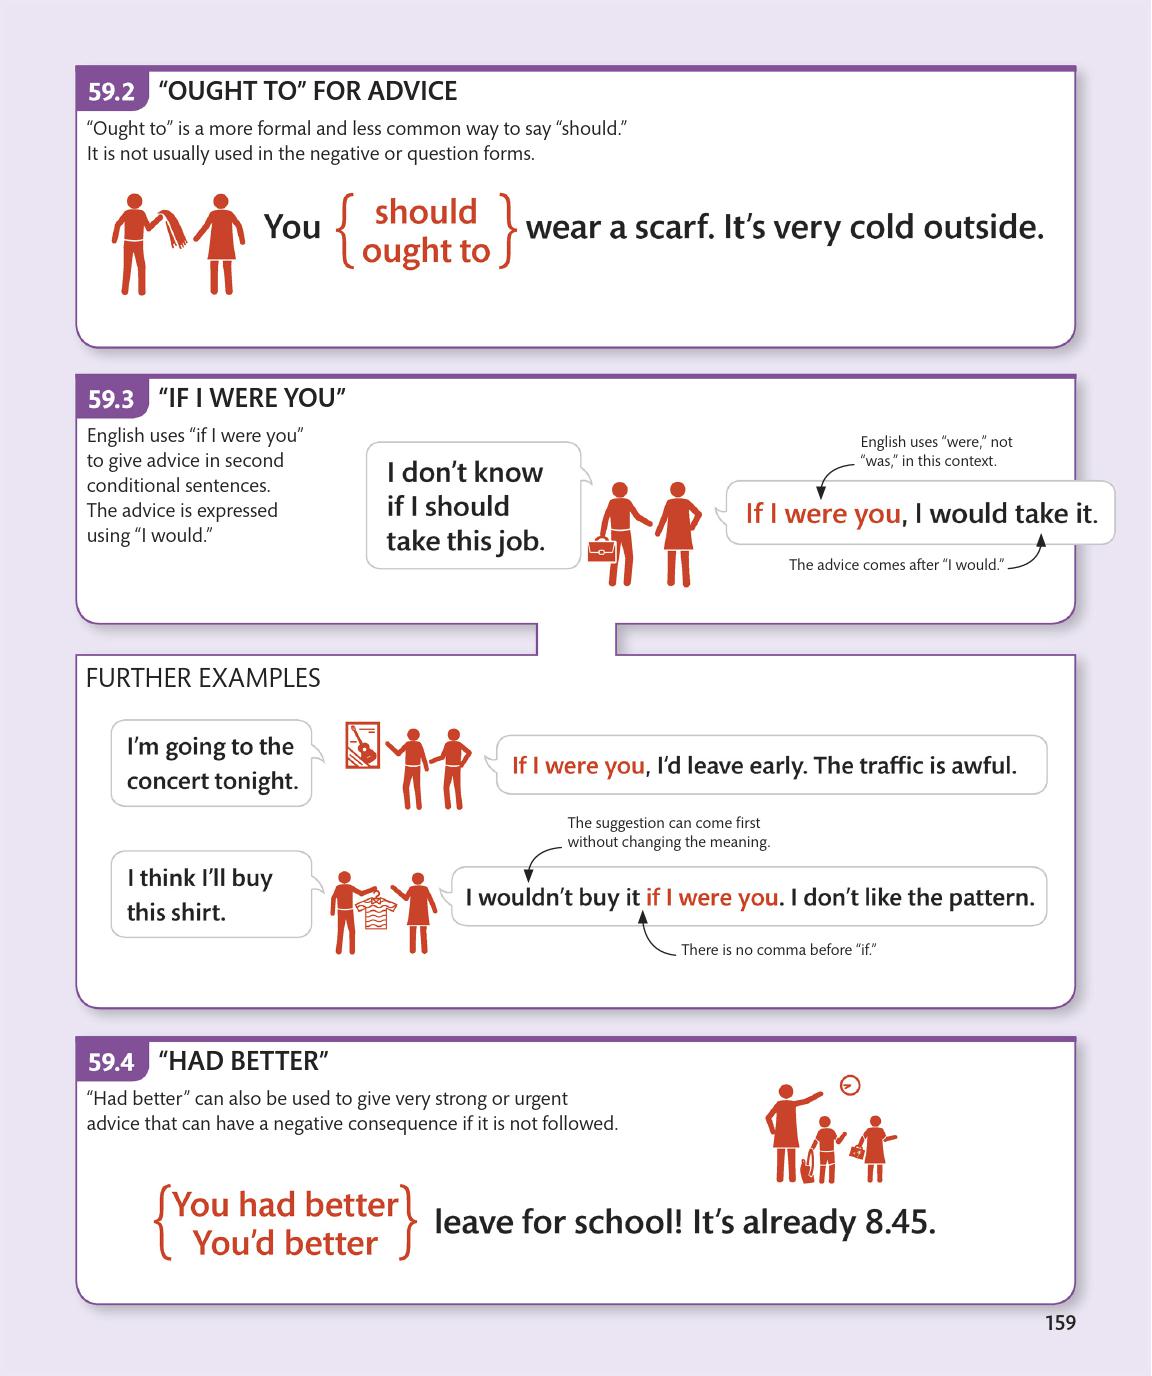 59.2 “OUGHT TO” FOR ADVICE
“Ought to” is a more formal and less common way to say “should.”
It is not usually used in the negative or question forms.
You { should
ought to } wear a scarf. It’s very cold outside.
59.3 “IF I WERE YOU”
English uses “if I were you”
to give advice in second
conditional sentences.
The advice is expressed
using “I would.”
I don’t know
if I should
take this job.
English uses “were,” not
“was,” in this context.
If I were you, I would take it.
The advice comes after “I would.”
FURTHER EXAMPLES
I’m going to the
concert tonight.
If I were you, I’d leave early. The traffic is awful.
The suggestion can come first
without changing the meaning.
I think I’ll buy
this shirt.
I wouldn’t buy it if I were you. I don’t like the pattern.
There is no comma before “if.”
59.4 “HAD BETTER”
“Had better” can also be used to give very strong or urgent
advice that can have a negative consequence if it is not followed.
{ You had better
You’d better } leave for school! It’s already 8.45.
159